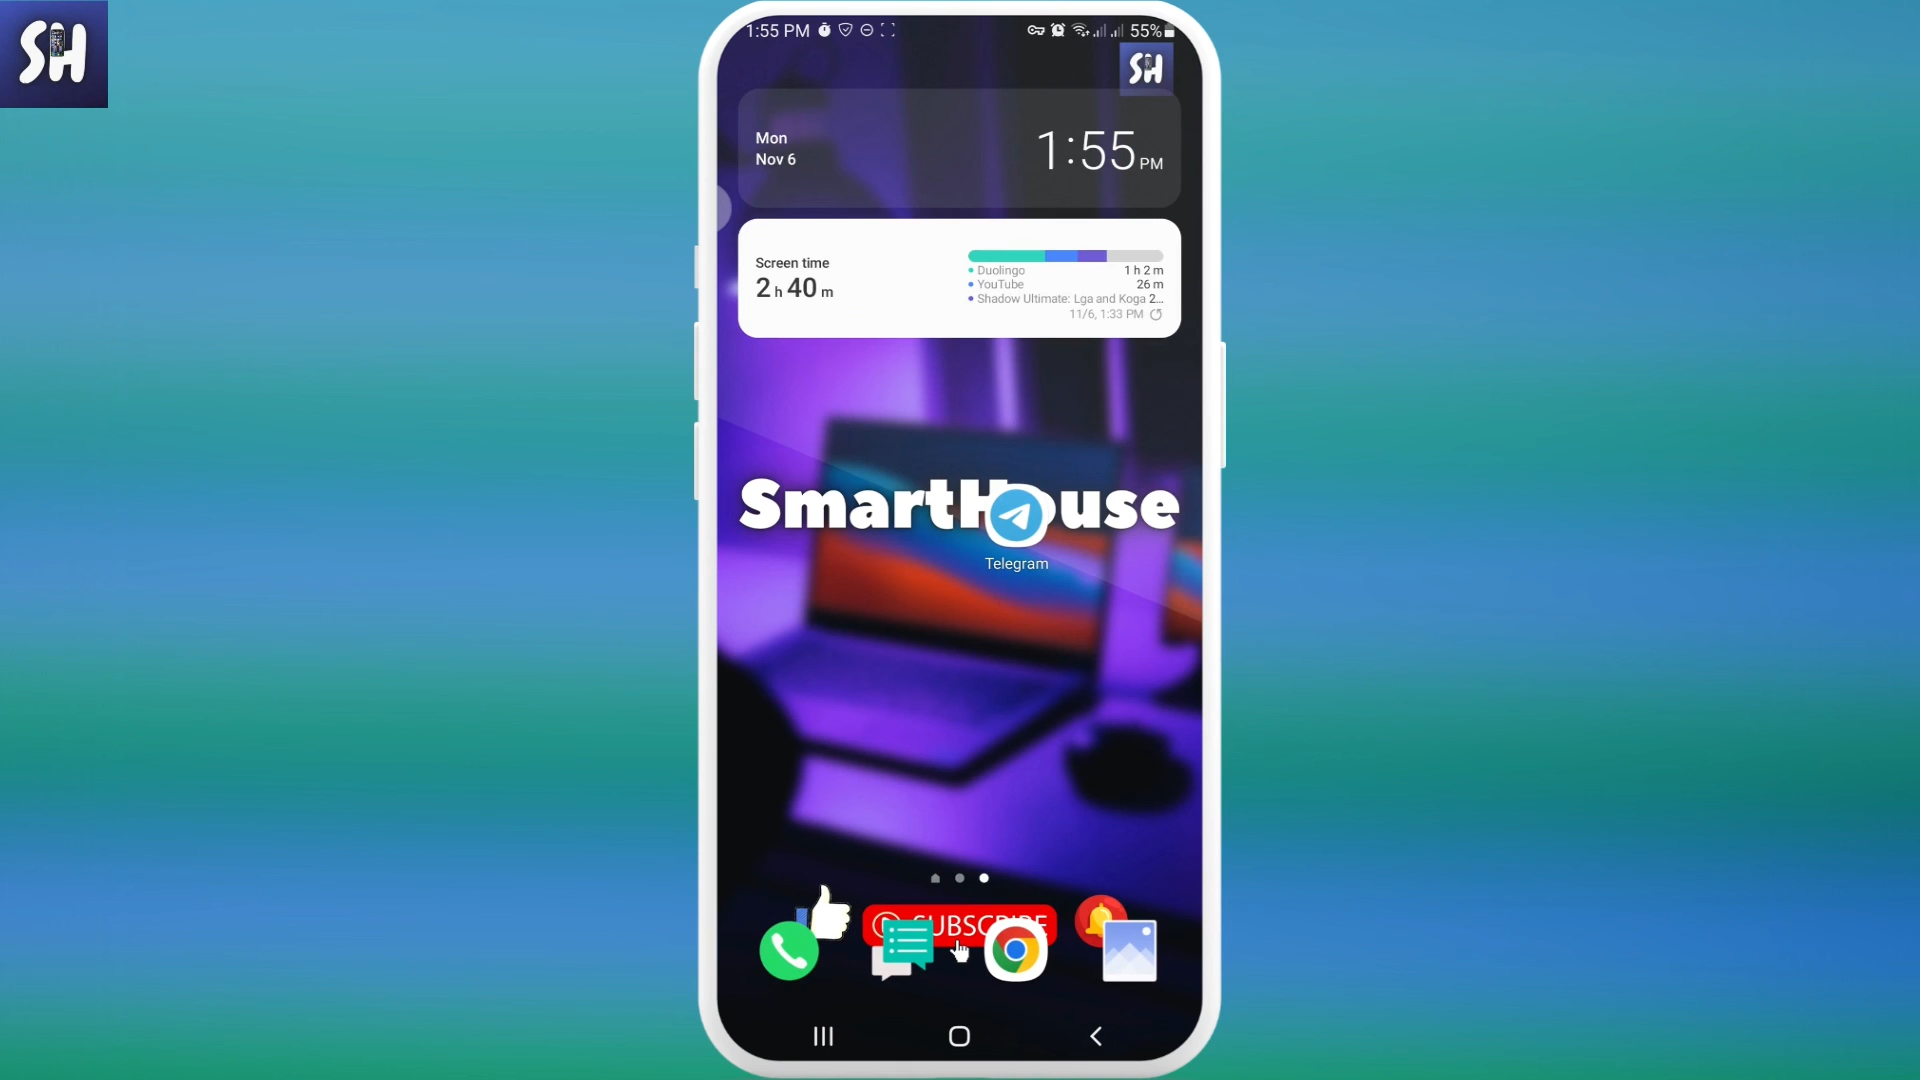 SH
1:55 PM
55%
SH
Mon
Nov 6
1:55 PM
Screen time
2 h 40 m
Duolingo 1 h 2 m
YouTube 26 m
Shadow Ultimate: Lga and Koga 2...
11/6, 1:33 PM
SmartHouse
Telegram
SUBSCRIBE